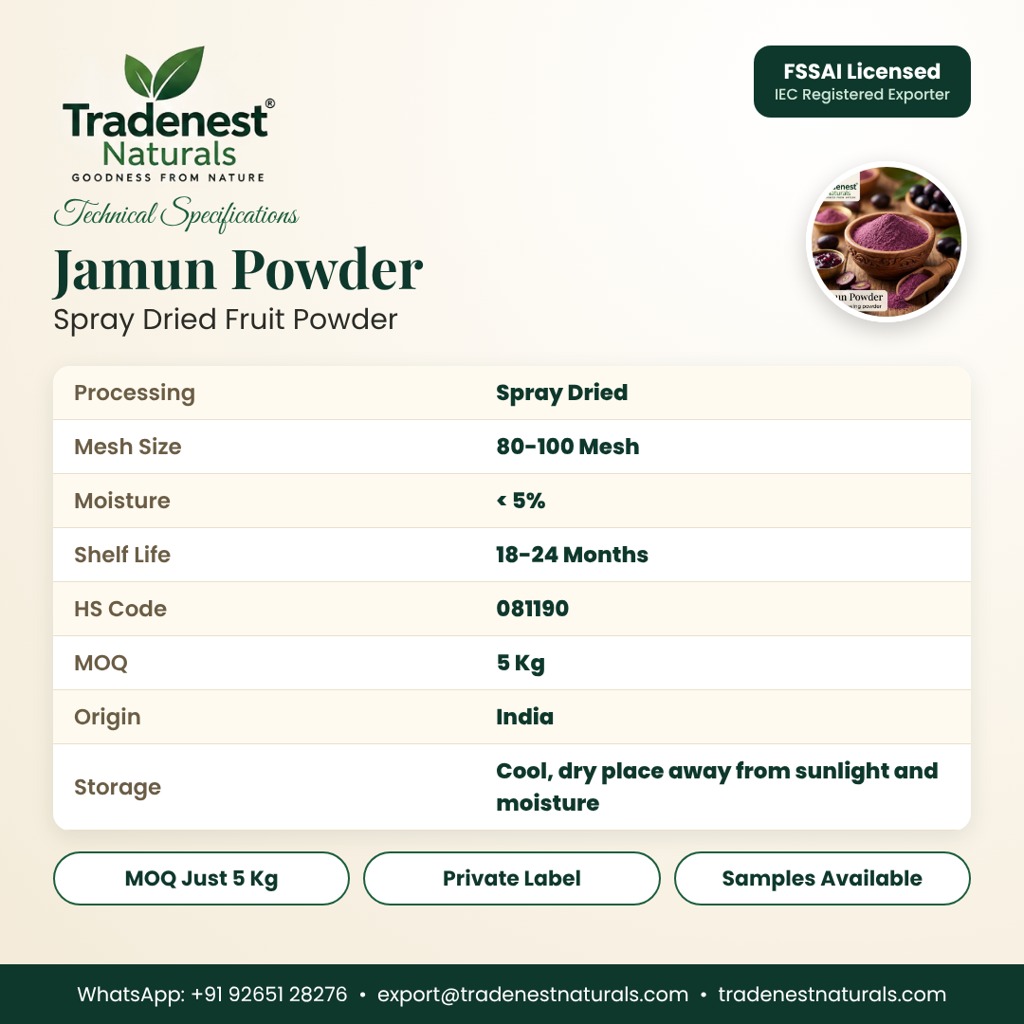 Tradenest®
Naturals
GOODNESS FROM NATURE
FSSAI Licensed
IEC Registered Exporter
Technical Specifications
Jamun Powder
Spray Dried Fruit Powder
Processing Spray Dried
Mesh Size 80-100 Mesh
Moisture < 5%
Shelf Life 18-24 Months
HS Code 081190
MOQ 5 Kg
Origin India
Storage Cool, dry place away from sunlight and
moisture
MOQ Just 5 Kg Private Label Samples Available
WhatsApp: +91 92651 28276 • export@tradenestnaturals.com • tradenestnaturals.com